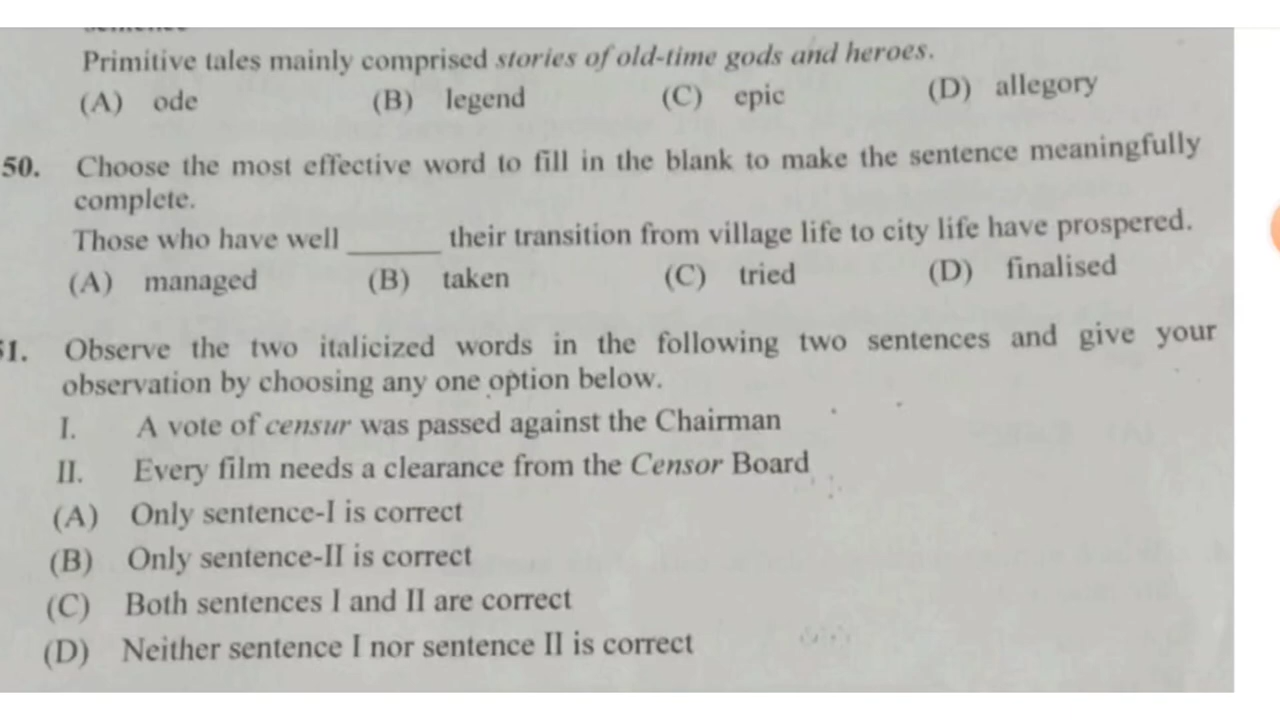 Primitive tales mainly comprised stories of old-time gods and heroes.
(A) ode (B) legend (C) epic (D) allegory
50. Choose the most effective word to fill in the blank to make the sentence meaningfully
complete.
Those who have well ______ their transition from village life to city life have prospered.
(A) managed (B) taken (C) tried (D) finalised
51. Observe the two italicized words in the following two sentences and give your
observation by choosing any one option below.
I. A vote of censur was passed against the Chairman
II. Every film needs a clearance from the Censor Board
(A) Only sentence-I is correct
(B) Only sentence-II is correct
(C) Both sentences I and II are correct
(D) Neither sentence I nor sentence II is correct